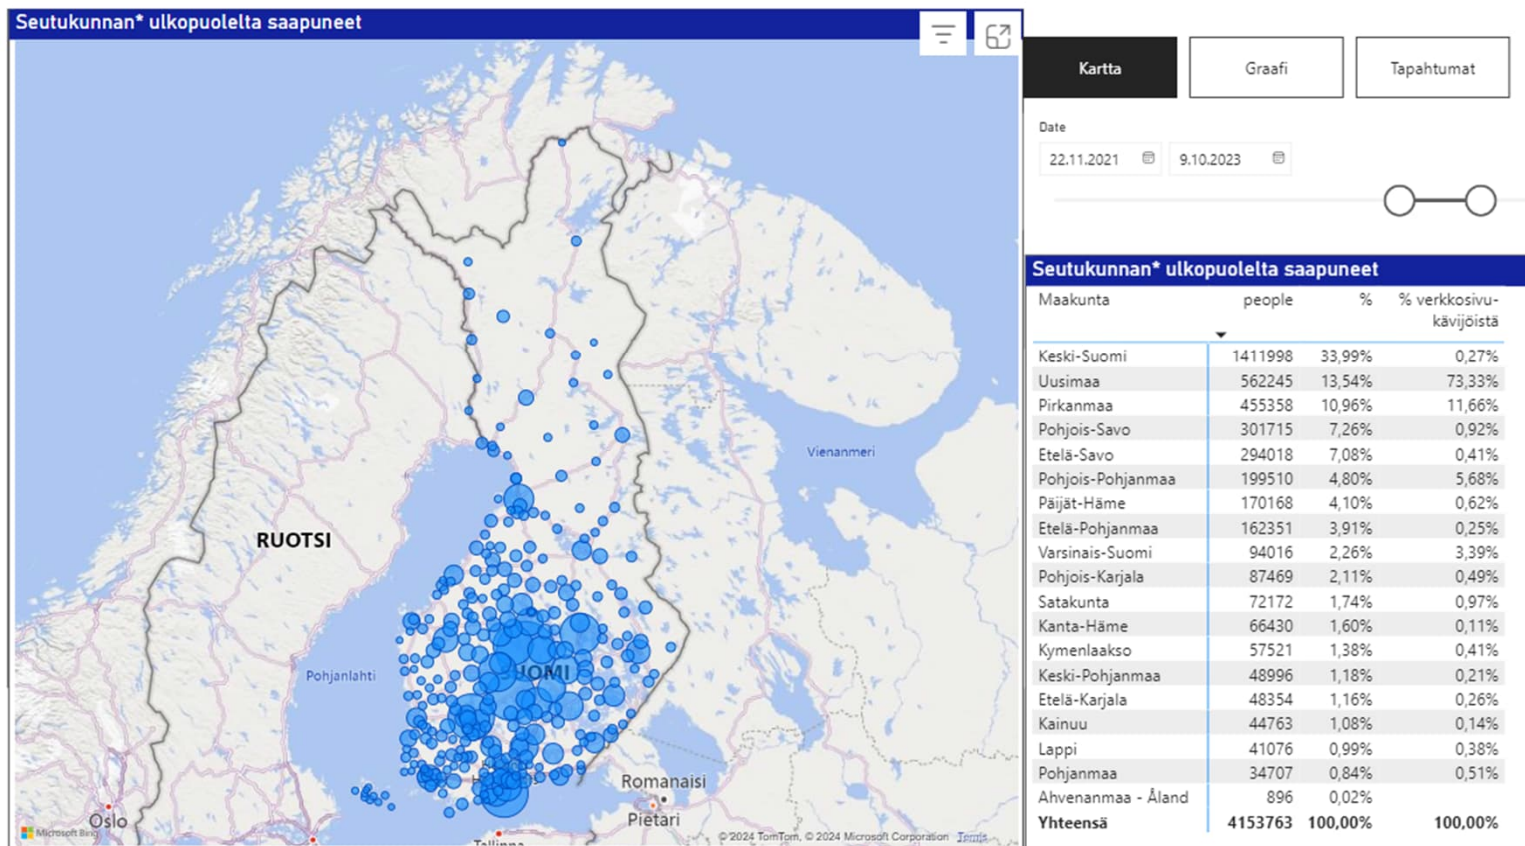 Seutukunnan* ulkopuolelta saapuneet
RUOTSI
Pohjanlahti
SUOMI
Vienanmeri
Romanaisi
Pietari
Oslo
Tallinna
Microsoft Bing
© 2024 TomTom, © 2024 Microsoft Corporation Terms
Kartta
Graafi
Tapahtumat
Date
22.11.2021 9.10.2023
Seutukunnan* ulkopuolelta saapuneet
Maakunta people % % verkkosivu-
kävijöistä
Keski-Suomi 1411998 33,99% 0,27%
Uusimaa 562245 13,54% 73,33%
Pirkanmaa 455358 10,96% 11,66%
Pohjois-Savo 301715 7,26% 0,92%
Etelä-Savo 294018 7,08% 0,41%
Pohjois-Pohjanmaa 199510 4,80% 5,68%
Päijät-Häme 170168 4,10% 0,62%
Etelä-Pohjanmaa 162351 3,91% 0,25%
Varsinais-Suomi 94016 2,26% 3,39%
Pohjois-Karjala 87469 2,11% 0,49%
Satakunta 72172 1,74% 0,97%
Kanta-Häme 66430 1,60% 0,11%
Kymenlaakso 57521 1,38% 0,41%
Keski-Pohjanmaa 48996 1,18% 0,21%
Etelä-Karjala 48354 1,16% 0,26%
Kainuu 44763 1,08% 0,14%
Lappi 41076 0,99% 0,38%
Pohjanmaa 34707 0,84% 0,51%
Ahvenanmaa - Åland 896 0,02%
Yhteensä 4153763 100,00% 100,00%